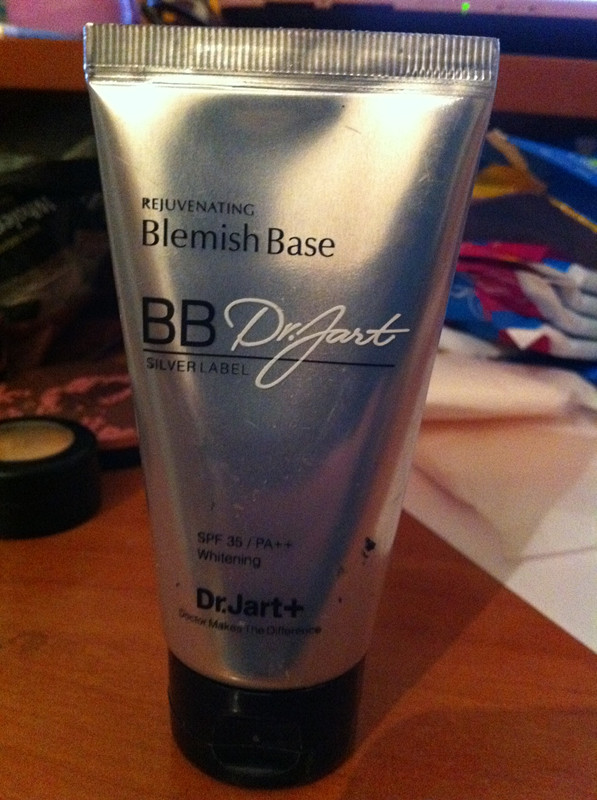 REJUVENATING
Blemish Base
BB Dr.Jart
SILVER LABEL
SPF 35 / PA++
Whitening
Dr.Jart+
Doctor Makes The Difference